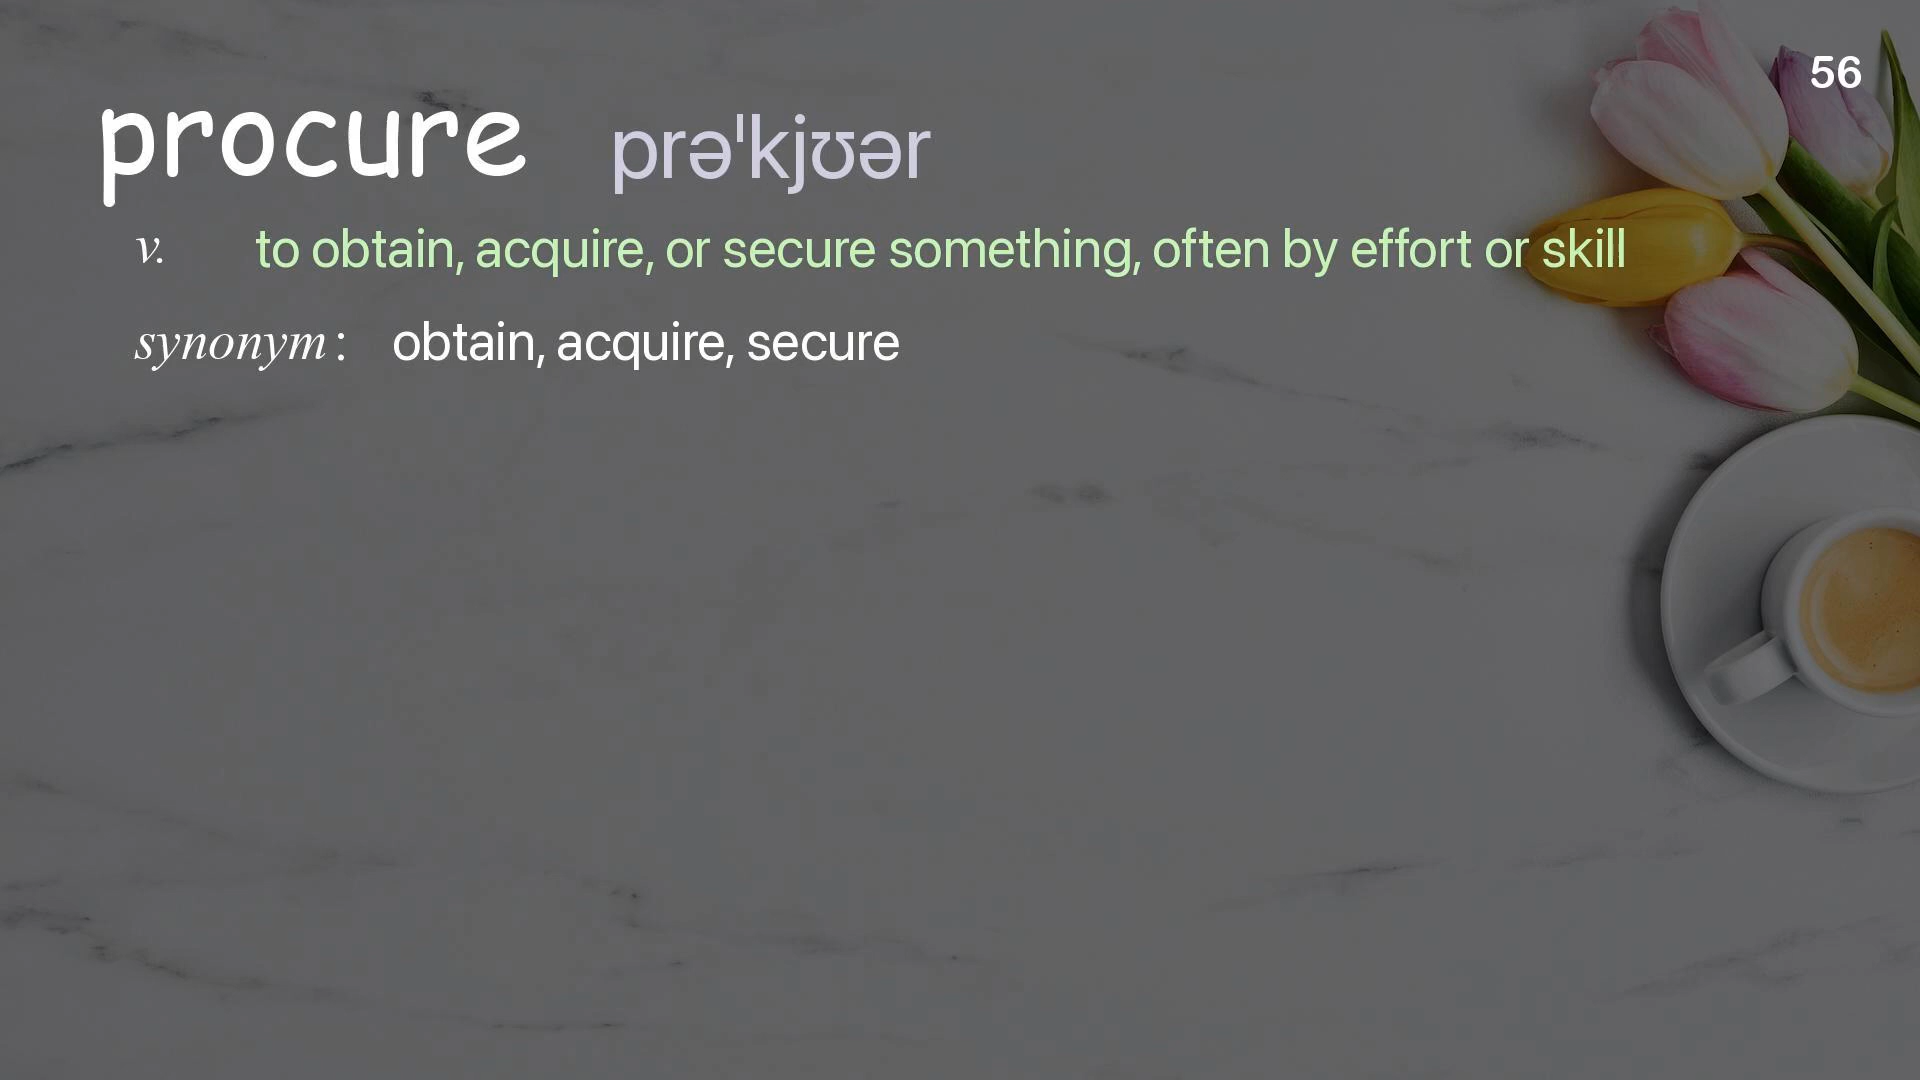 56
procure prəˈkjʊər
v. to obtain, acquire, or secure something, often by effort or skill
synonym : obtain, acquire, secure